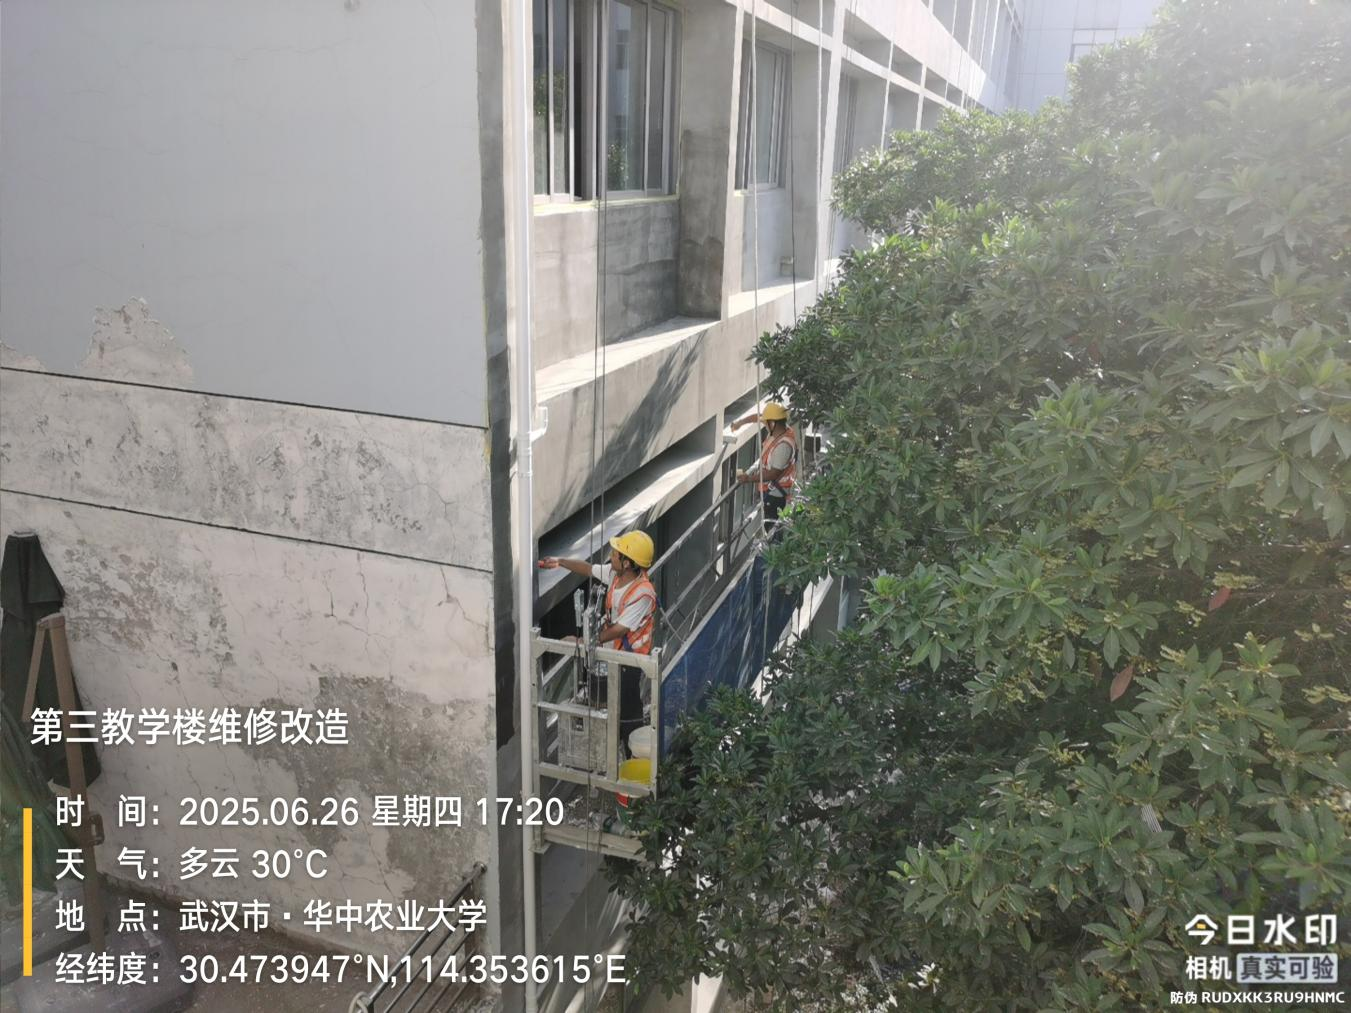 第三教学楼维修改造
时 间：2025.06.26 星期四 17:20
天 气：多云 30°C
地 点：武汉市·华中农业大学
经纬度：30.473947°N,114.353615°E
今日水印
相机 真实可验
防伪 RUDXKK3RU9HNMC